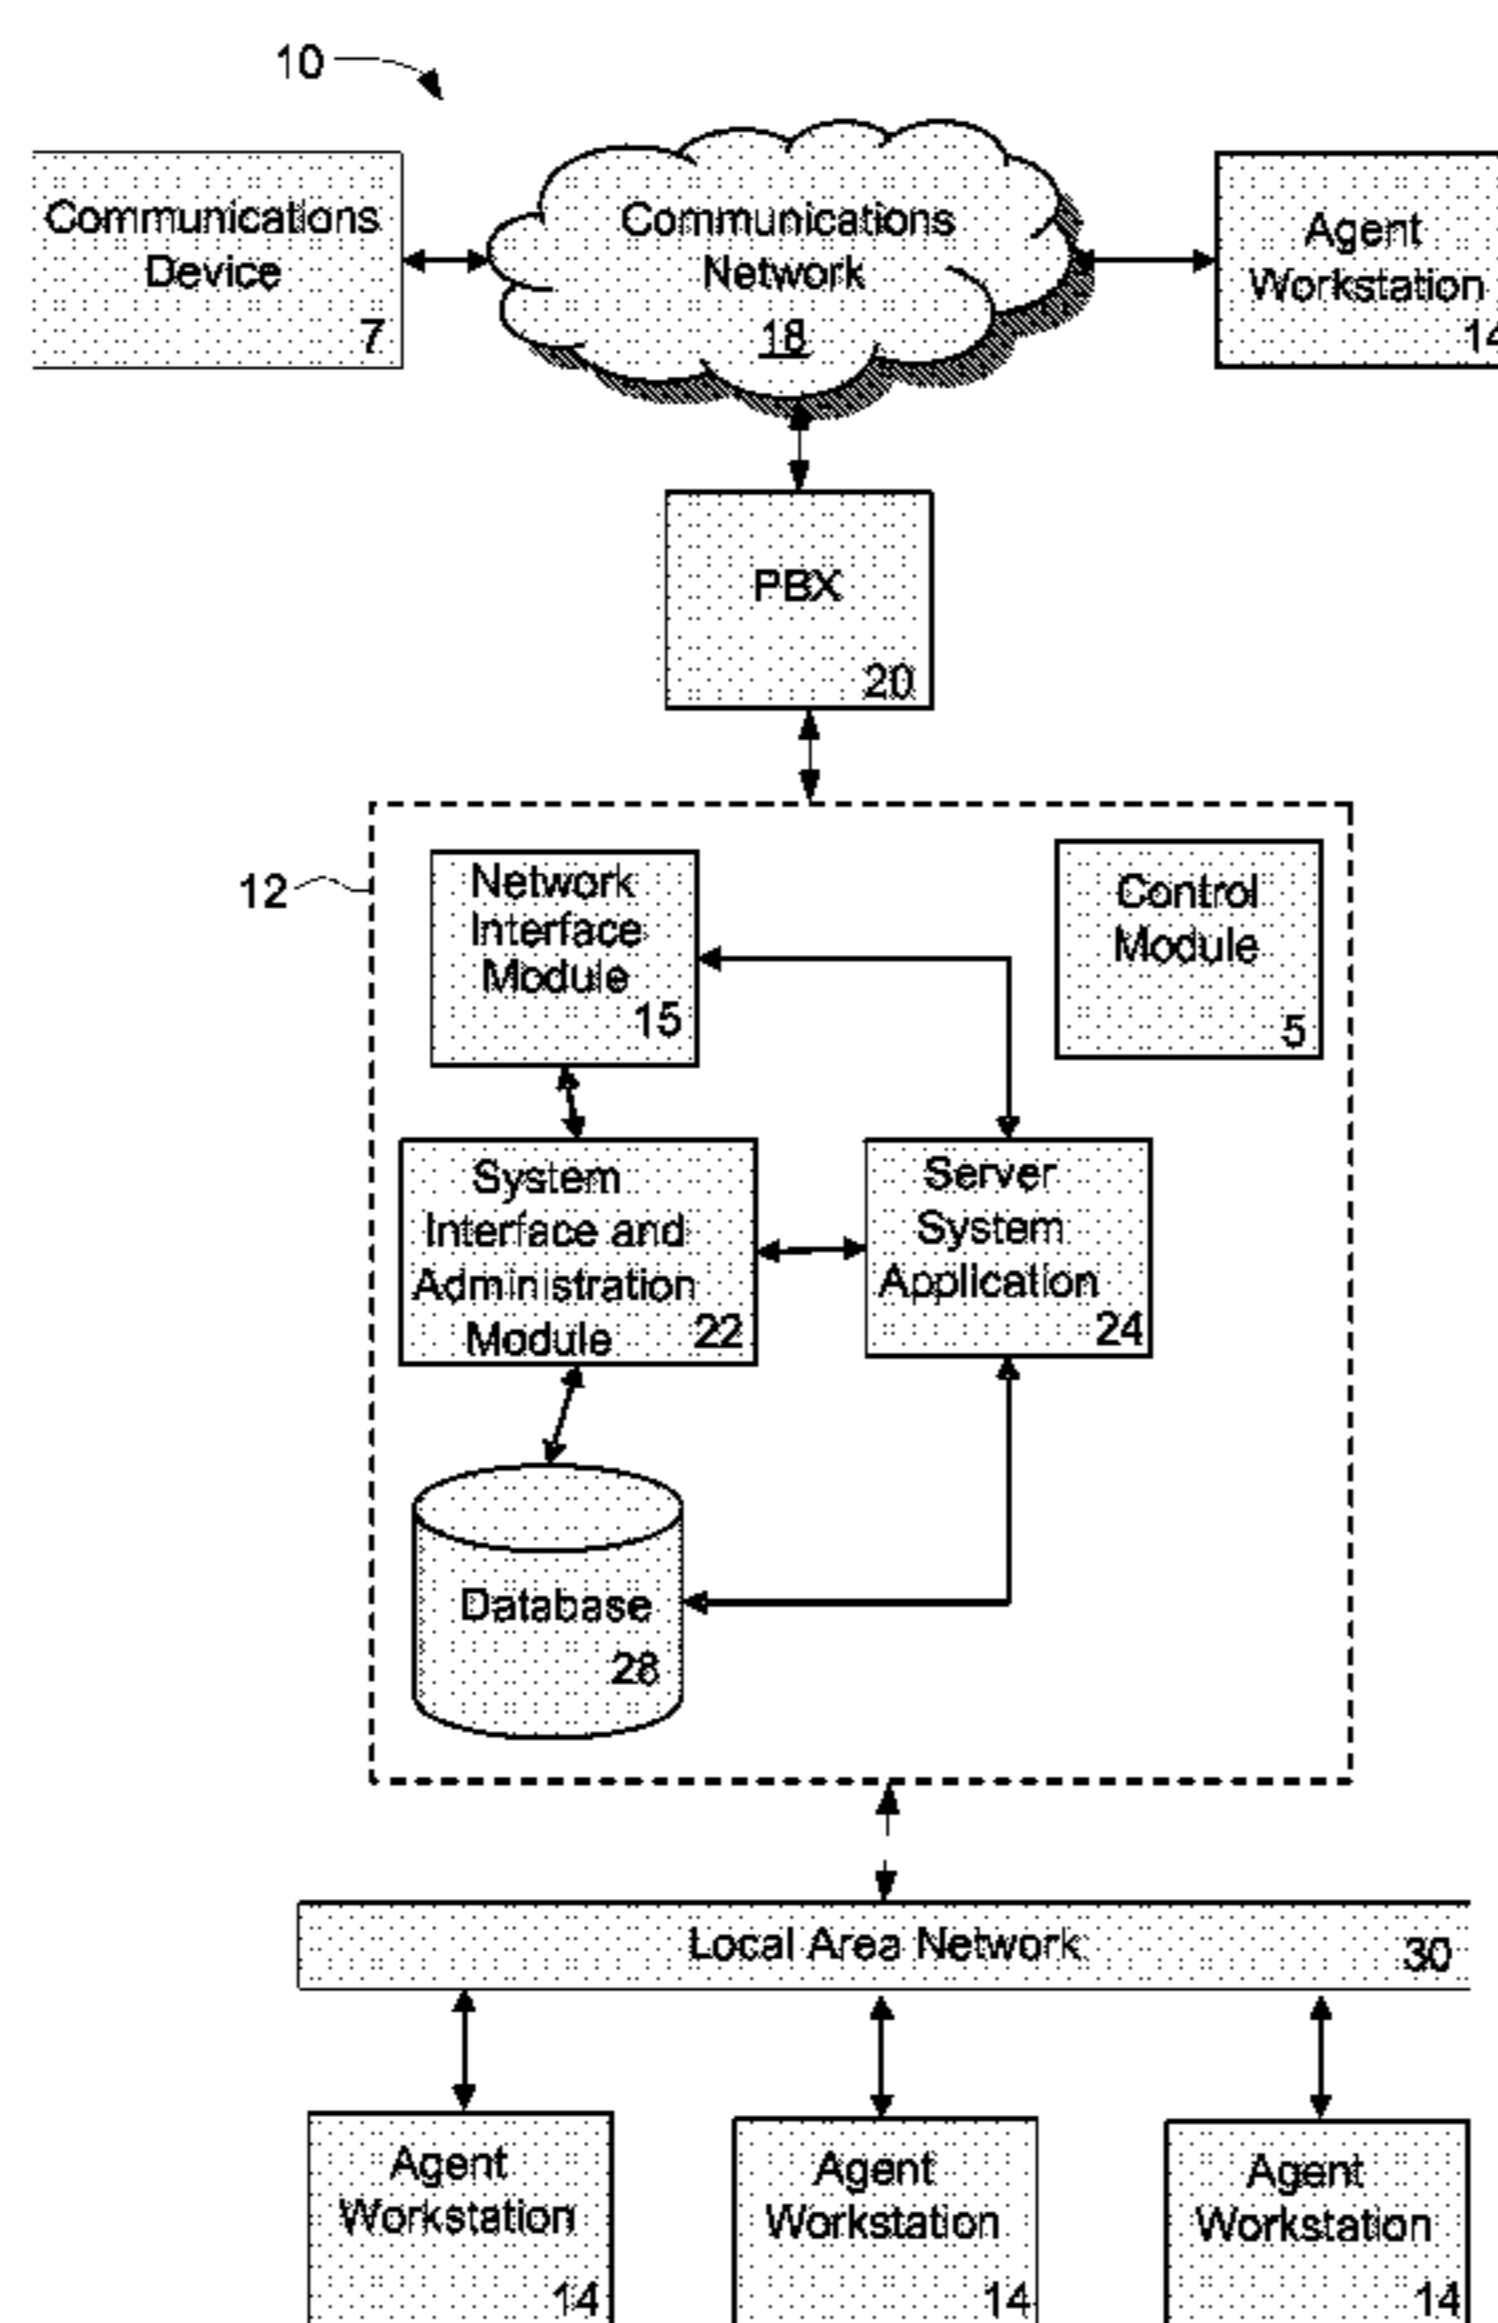 10
Communications
Device
7
Communications
Network
18
Agent
Workstation
14
PBX
20
12
Network
Interface
Module
15
Control
Module
5
System
Interface and
Administration
Module
22
Server
System
Application
24
Database
28
Local Area Network
30
Agent
Workstation
14
Agent
Workstation
14
Agent
Workstation
14